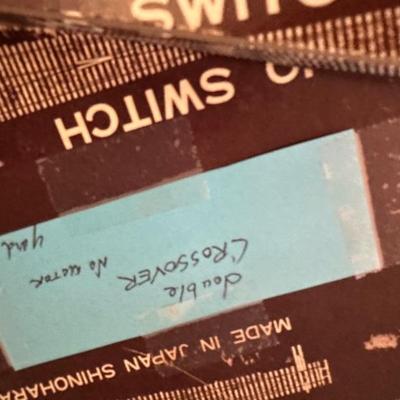 MADE IN JAPAN SHINOHARA
double
CROSSOVER NO MOTOR yard
SWITCH